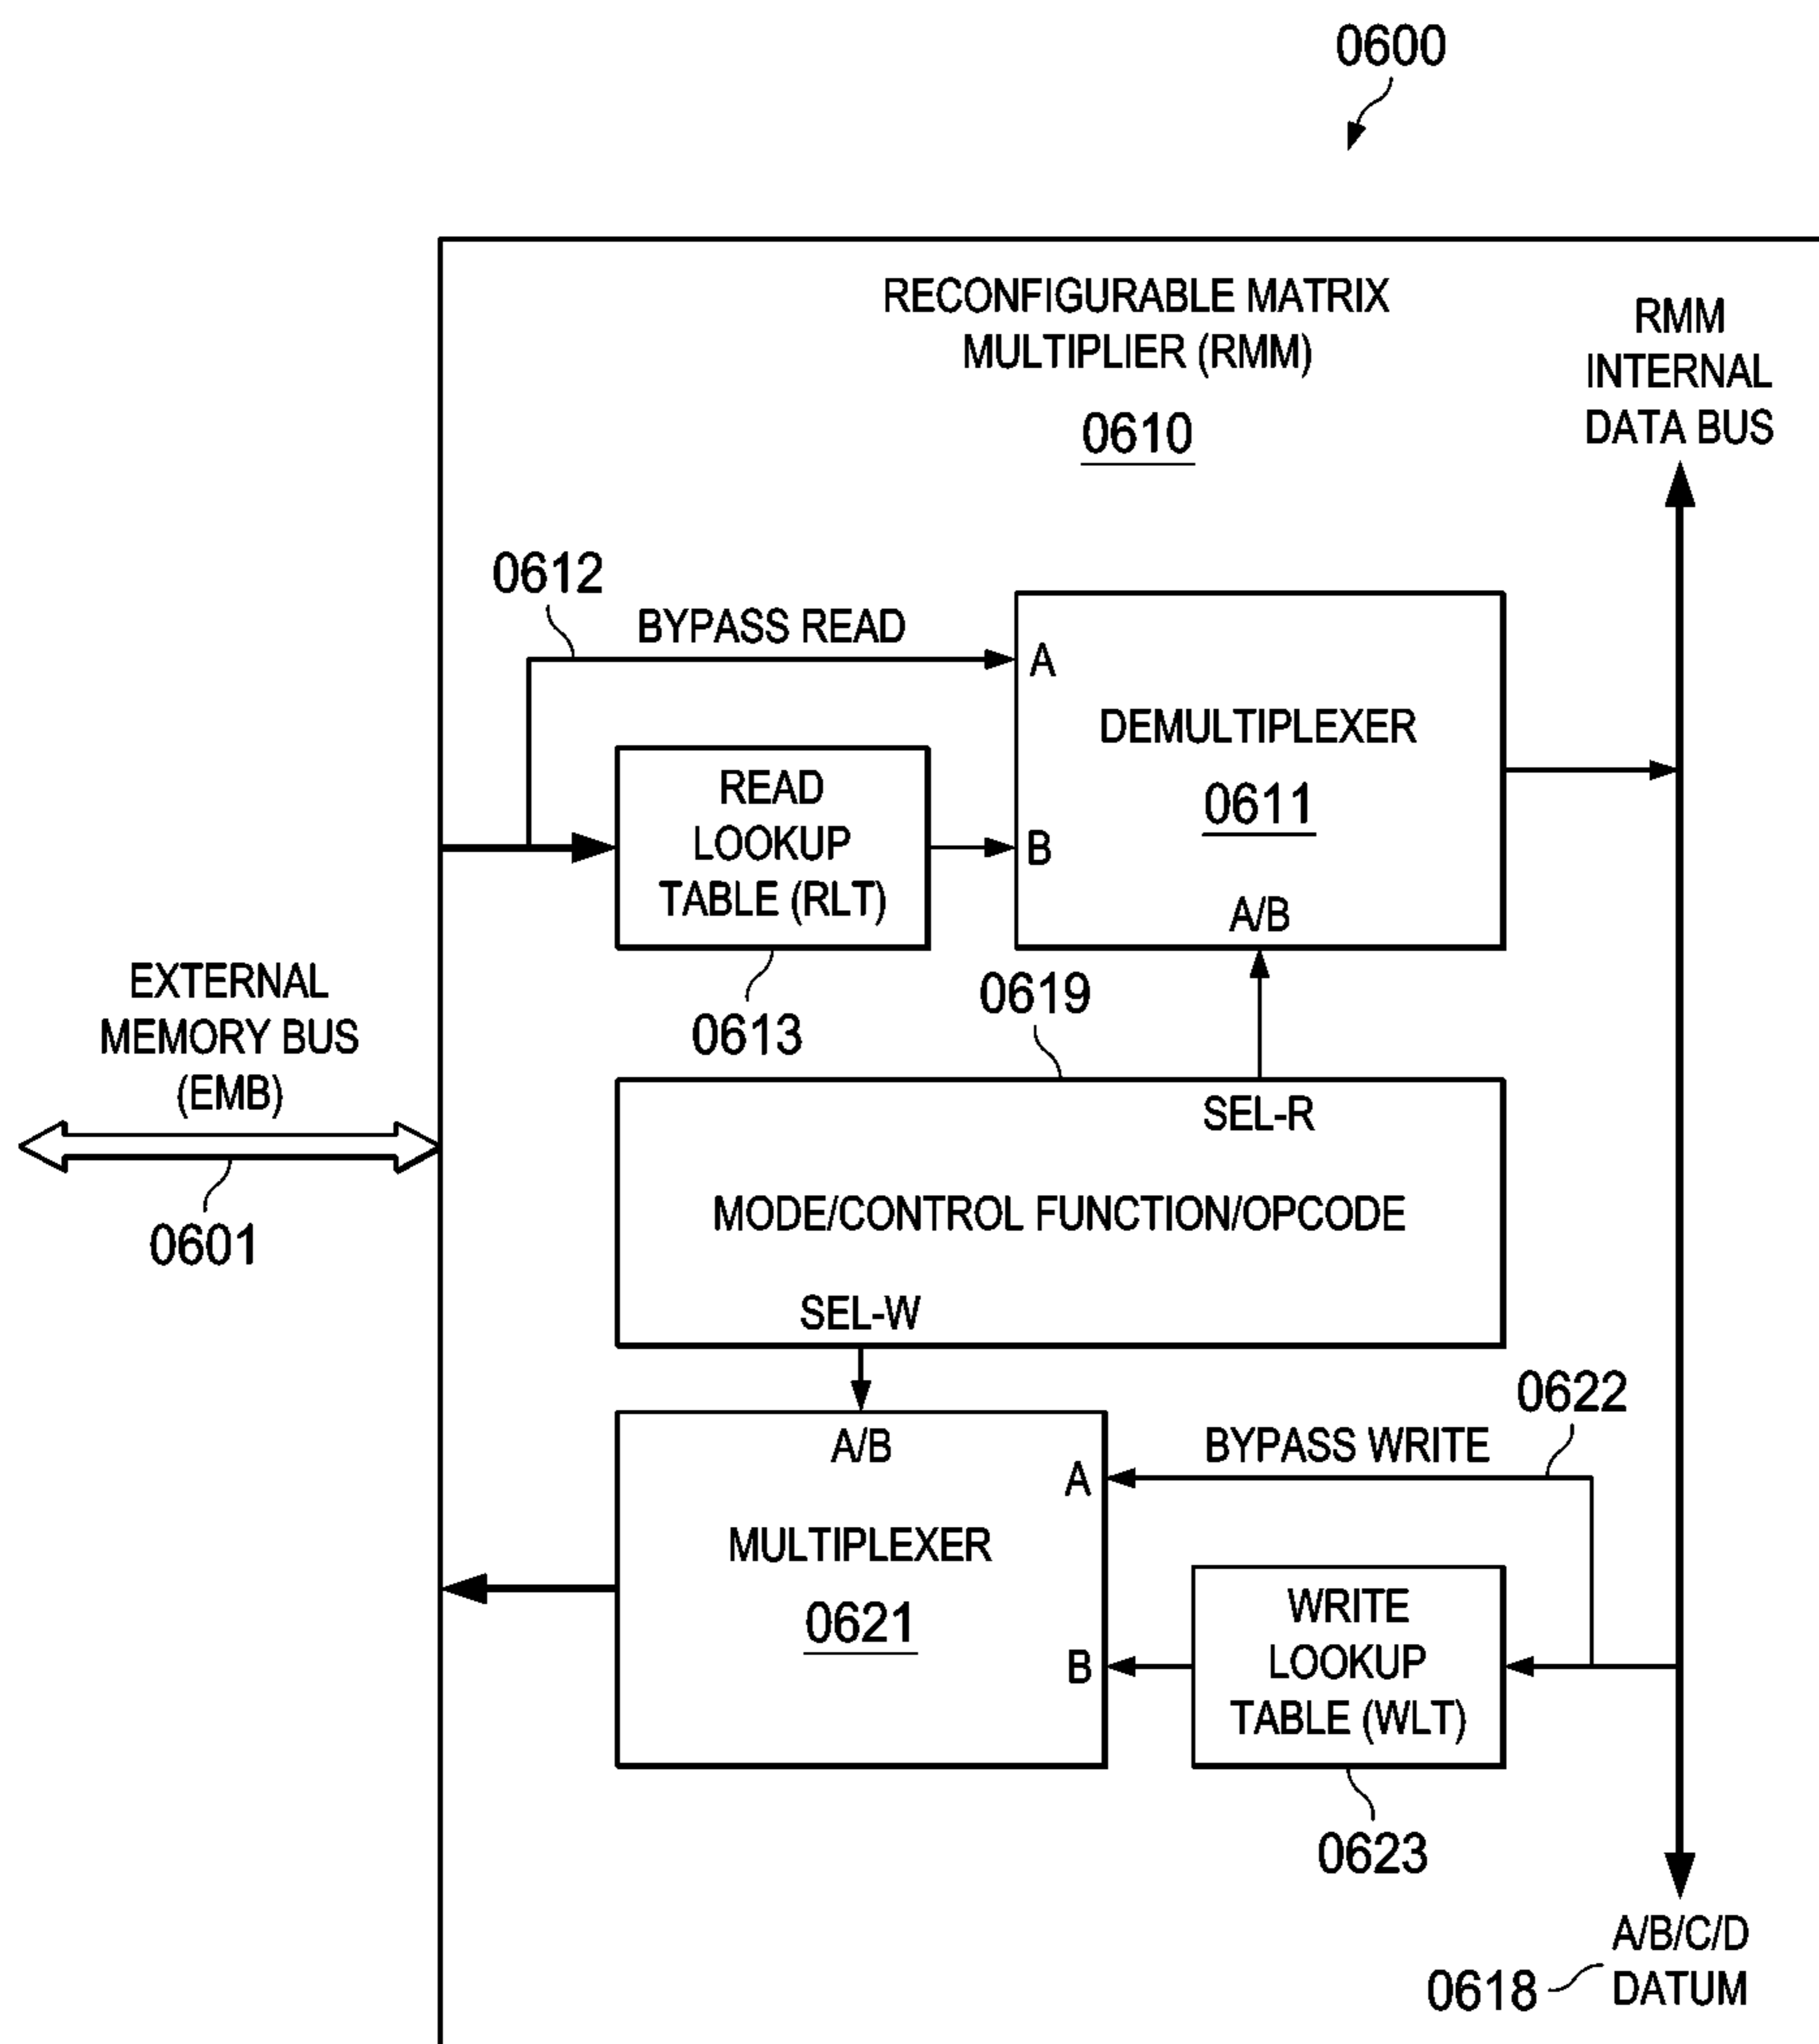 0600
RECONFIGURABLE MATRIX
MULTIPLIER (RMM)
0610
RMM
INTERNAL
DATA BUS
0612
BYPASS READ
A
DEMULTIPLEXER
0611
B
A/B
READ
LOOKUP
TABLE (RLT)
0613
0619
EXTERNAL
MEMORY BUS
(EMB)
0601
SEL-R
MODE/CONTROL FUNCTION/OPCODE
SEL-W
0622
A/B
A
BYPASS WRITE
MULTIPLEXER
0621
B
WRITE
LOOKUP
TABLE (WLT)
0623
A/B/C/D
DATUM
0618